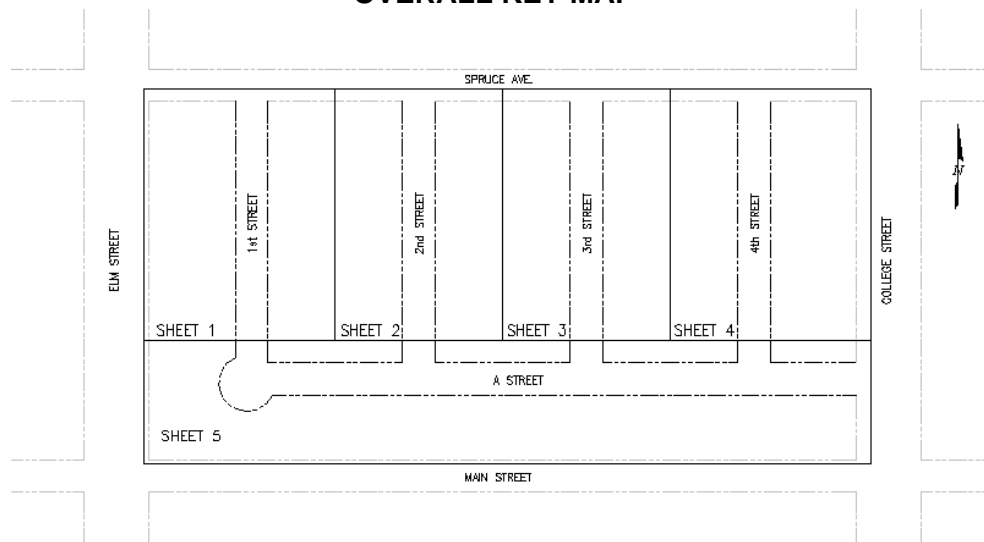 OVERALL KEY MAP
SPRUCE AVE.
ELM STREET
1st STREET
2nd STREET
3rd STREET
4th STREET
COLLEGE STREET
N
SHEET 1
SHEET 2
SHEET 3
SHEET 4
A STREET
SHEET 5
MAIN STREET